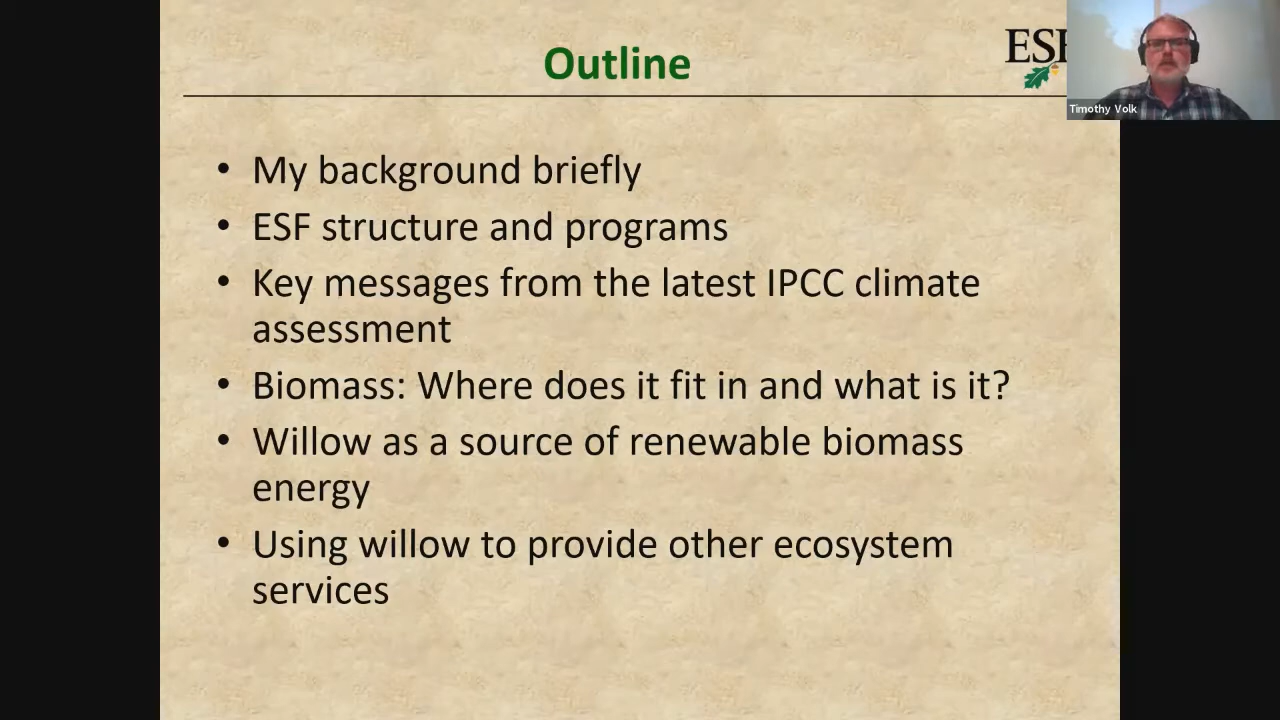 Outline
ESF
Timothy Volk
• My background briefly
• ESF structure and programs
• Key messages from the latest IPCC climate
assessment
• Biomass: Where does it fit in and what is it?
• Willow as a source of renewable biomass
energy
• Using willow to provide other ecosystem
services